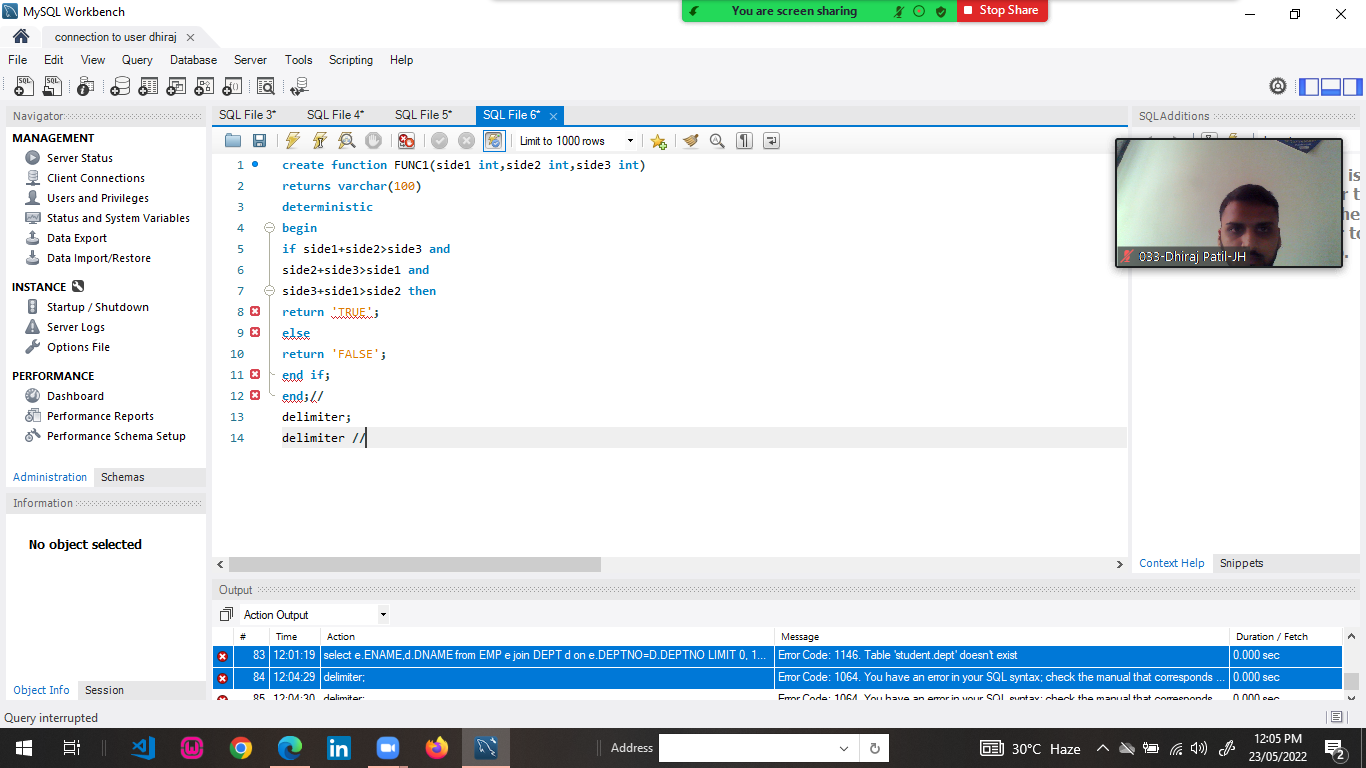 MySQL Workbench
You are screen sharing
Stop Share
connection to user dhiraj
File Edit View Query Database Server Tools Scripting Help
Navigator
MANAGEMENT
Server Status
Client Connections
Users and Privileges
Status and System Variables
Data Export
Data Import/Restore
INSTANCE
Startup / Shutdown
Server Logs
Options File
PERFORMANCE
Dashboard
Performance Reports
Performance Schema Setup
Administration Schemas
Information
No object selected
Object Info Session
SQL File 3* SQL File 4* SQL File 5* SQL File 6*
Limit to 1000 rows
1 create function FUNC1(side1 int,side2 int,side3 int)
2 returns varchar(100)
3 deterministic
4 begin
5 if side1+side2>side3 and
6 side2+side3>side1 and
7 side3+side1>side2 then
8 return 'TRUE';
9 else
10 return 'FALSE';
11 end if;
12 end;//
13 delimiter;
14 delimiter //
SQLAdditions
033-Dhiraj Patil-JH
Context Help Snippets
Output
Action Output
# Time Action Message Duration / Fetch
83 12:01:19 select e.ENAME,d.DNAME from EMP e join DEPT d on e.DEPTNO=D.DEPTNO LIMIT 0, 1... Error Code: 1146. Table 'student.dept' doesn't exist 0.000 sec
84 12:04:29 delimiter; Error Code: 1064. You have an error in your SQL syntax; check the manual that corresponds ... 0.000 sec
85 12:04:30 delimiter; Error Code: 1064. You have an error in your SQL syntax; check the manual that corresponds 0.000 sec
Query interrupted
Address
30°C Haze
12:05 PM
23/05/2022
2